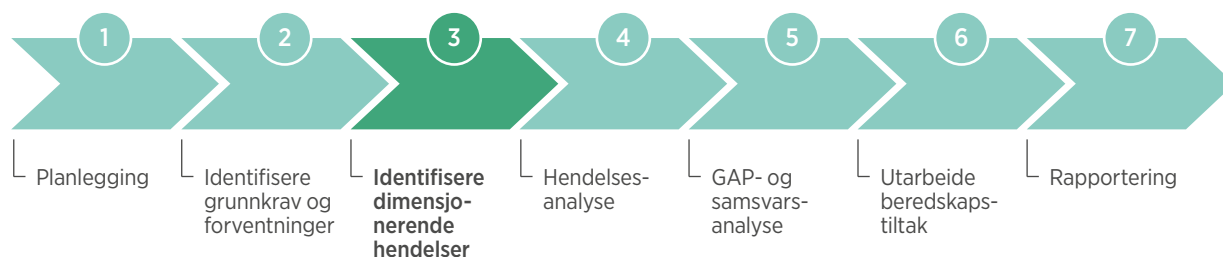 1
2
3
4
5
6
7
Planlegging
Identifisere
grunnkrav og
forventninger
Identifisere
dimensjo-
nerende
hendelser
Hendelses-
analyse
GAP- og
samsvars-
analyse
Utarbeide
beredskaps-
tiltak
Rapportering